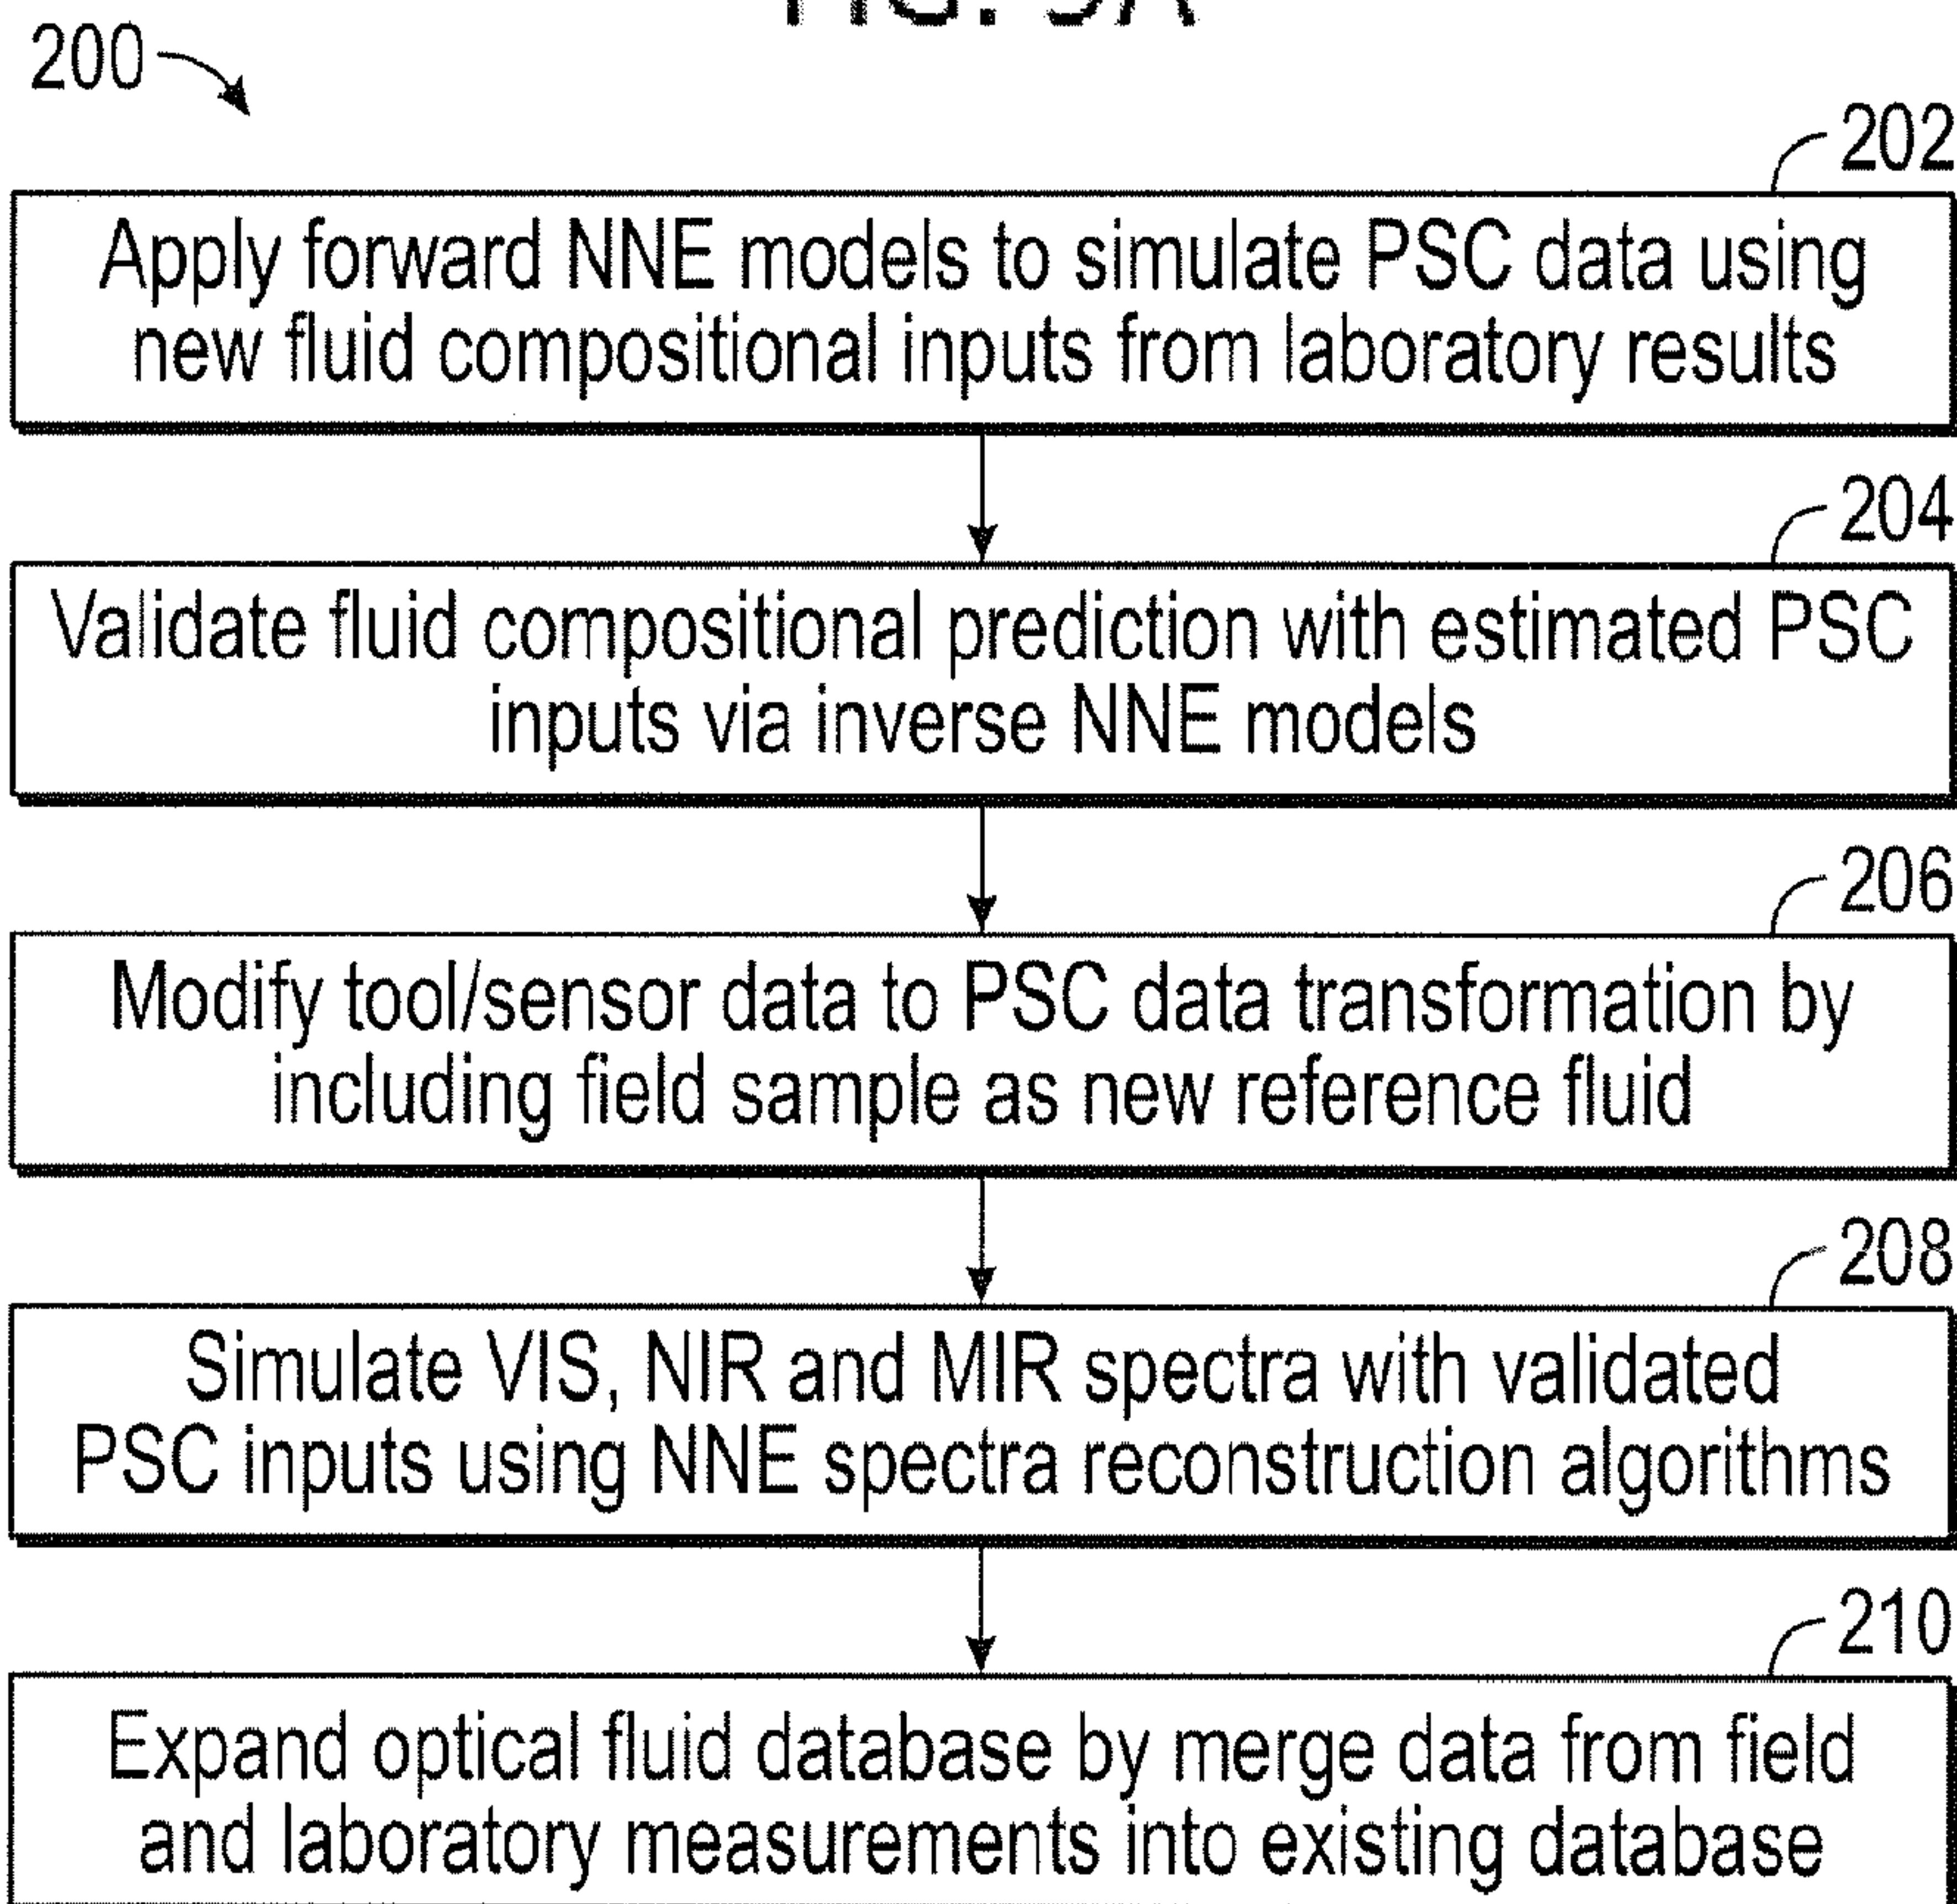 200
202
Apply forward NNE models to simulate PSC data using
new fluid compositional inputs from laboratory results
204
Validate fluid compositional prediction with estimated PSC
inputs via inverse NNE models
206
Modify tool/sensor data to PSC data transformation by
including field sample as new reference fluid
208
Simulate VIS, NIR and MIR spectra with validated
PSC inputs using NNE spectra reconstruction algorithms
210
Expand optical fluid database by merge data from field
and laboratory measurements into existing database